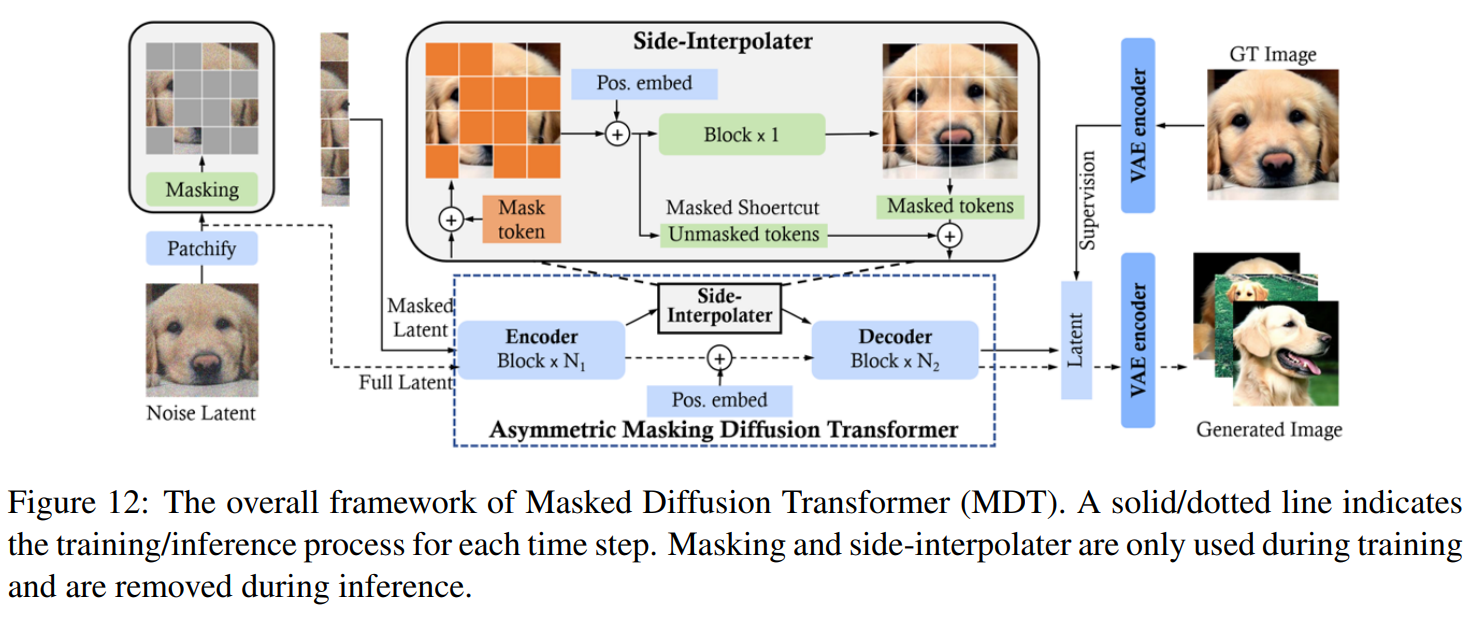 Side-Interpolater
GT Image
Pos. embed
VAE encoder
Block x 1
Masking
Mask
token
Masked Shoertcut
Masked tokens
Unmasked tokens
Supervision
Patchify
Masked
Latent
Side-
Interpolater
Encoder
Block x N₁
Decoder
Block x N₂
Latent
VAE encoder
Full Latent
Pos. embed
Noise Latent
Asymmetric Masking Diffusion Transformer
Generated Image
Figure 12: The overall framework of Masked Diffusion Transformer (MDT). A solid/dotted line indicates
the training/inference process for each time step. Masking and side-interpolater are only used during training
and are removed during inference.